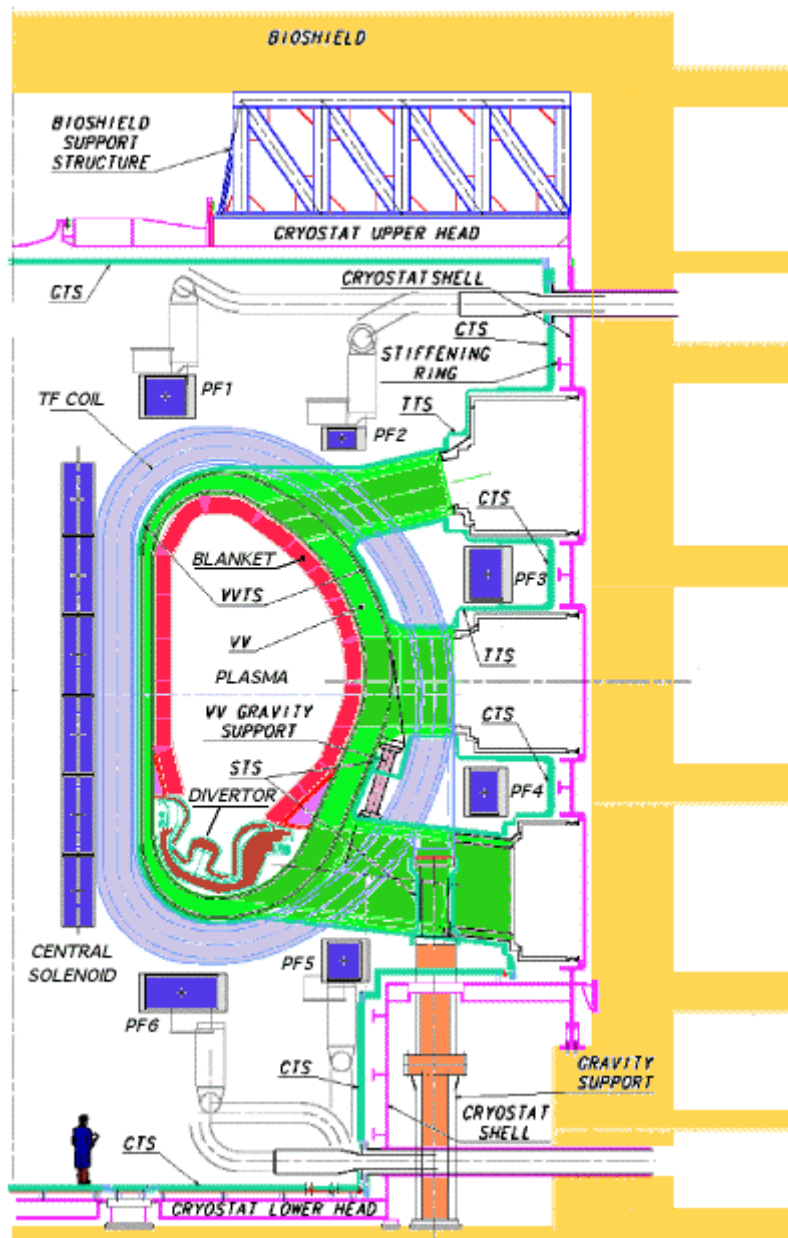 BIOSHIELD
BIOSHIELD
SUPPORT
STRUCTURE
CRYOSTAT UPPER HEAD
CRYOSTAT SHELL
CTS
CTS
STIFFENING
RING
PF1
TF COIL
TTS
PF2
CTS
BLANKET
PF3
VVTS
VV
TTS
PLASMA
CTS
VV GRAVITY
SUPPORT
STS
DIVERTOR
PF4
CENTRAL
SOLENOID
PF5
PF6
CTS
GRAVITY
SUPPORT
CRYOSTAT
SHELL
CTS
CRYOSTAT LOWER HEAD